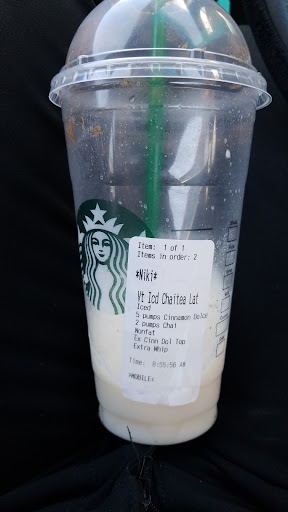 Item: 1 of 1
Items in order: 2
*Niki*
Vt Icd Chaitea Lat
Iced
5 pumps Cinnamon Dolce
2 pumps Chai
Nonfat
Ex Cinn Dol Top
Extra Whip
Time: 8:55:56 AM
>MOBILE<